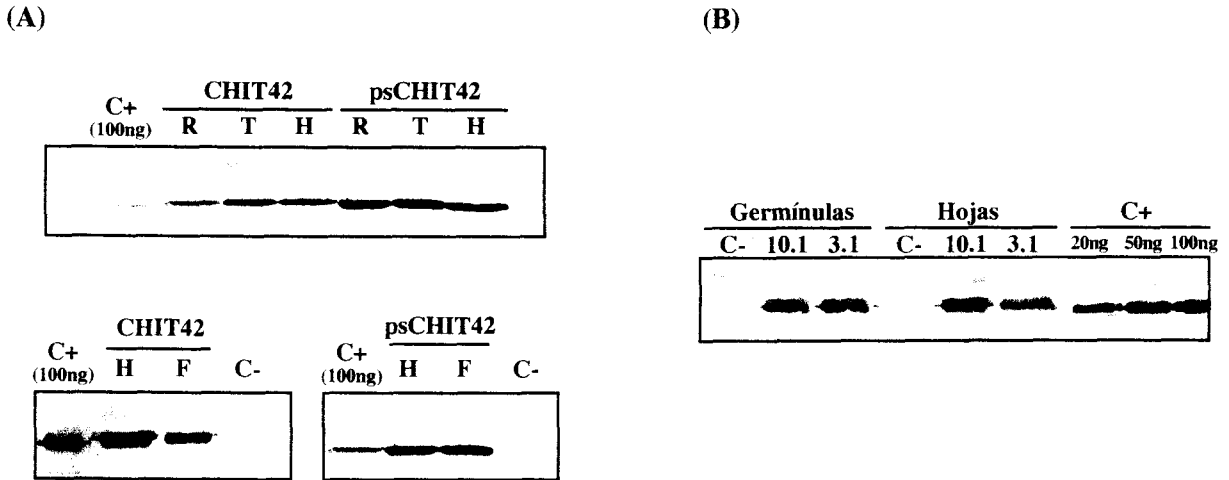 (A)
CHIT42 psCHIT42
C+
(100ng) R T H R T H
CHIT42
C+
(100ng) H F C-
psCHIT42
C+
(100ng) H F C-
(B)
Germínulas Hojas C+
C- 10.1 3.1 C- 10.1 3.1 20ng 50ng 100ng